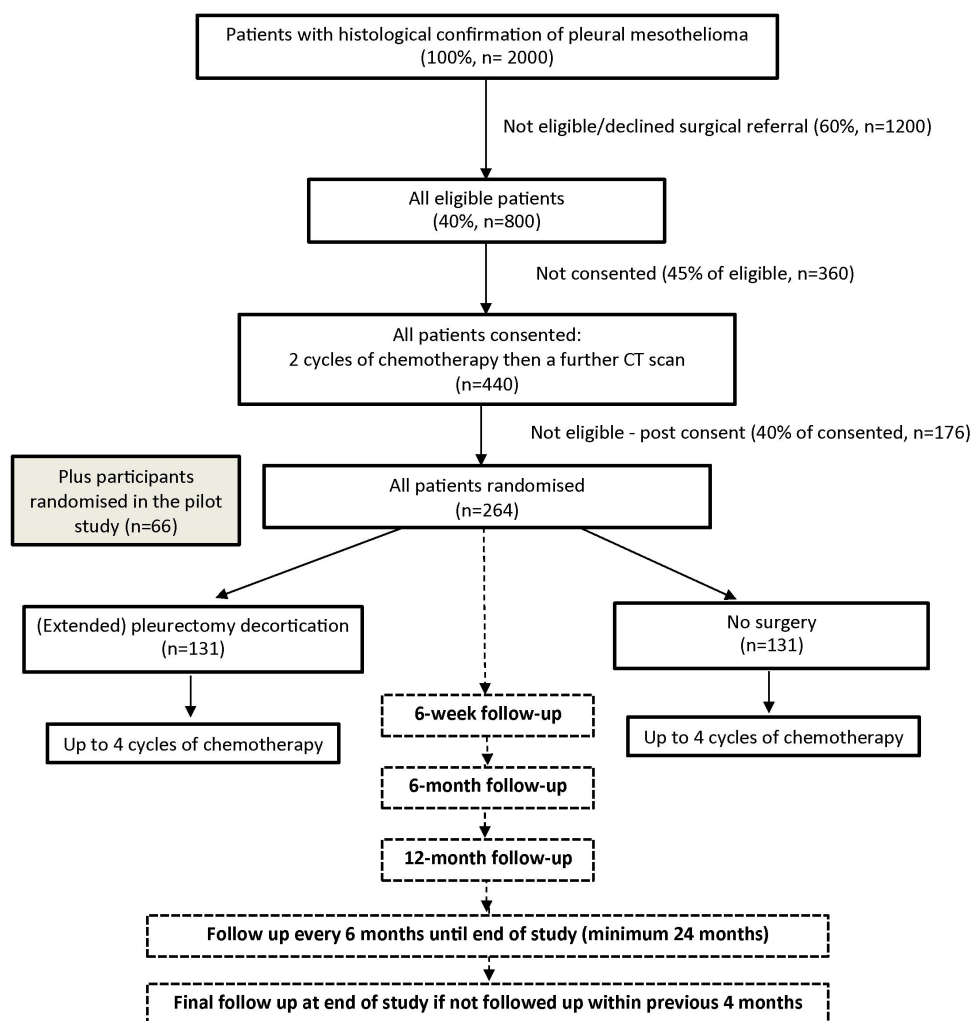 Patients with histological confirmation of pleural mesothelioma
(100%, n= 2000)
Not eligible/declined surgical referral (60%, n=1200)
All eligible patients
(40%, n=800)
Not consented (45% of eligible, n=360)
All patients consented:
2 cycles of chemotherapy then a further CT scan
(n=440)
Not eligible - post consent (40% of consented, n=176)
Plus participants
randomised in the pilot
study (n=66)
All patients randomised
(n=264)
(Extended) pleurectomy decortication
(n=131)
No surgery
(n=131)
Up to 4 cycles of chemotherapy
Up to 4 cycles of chemotherapy
6-week follow-up
6-month follow-up
12-month follow-up
Follow up every 6 months until end of study (minimum 24 months)
Final follow up at end of study if not followed up within previous 4 months